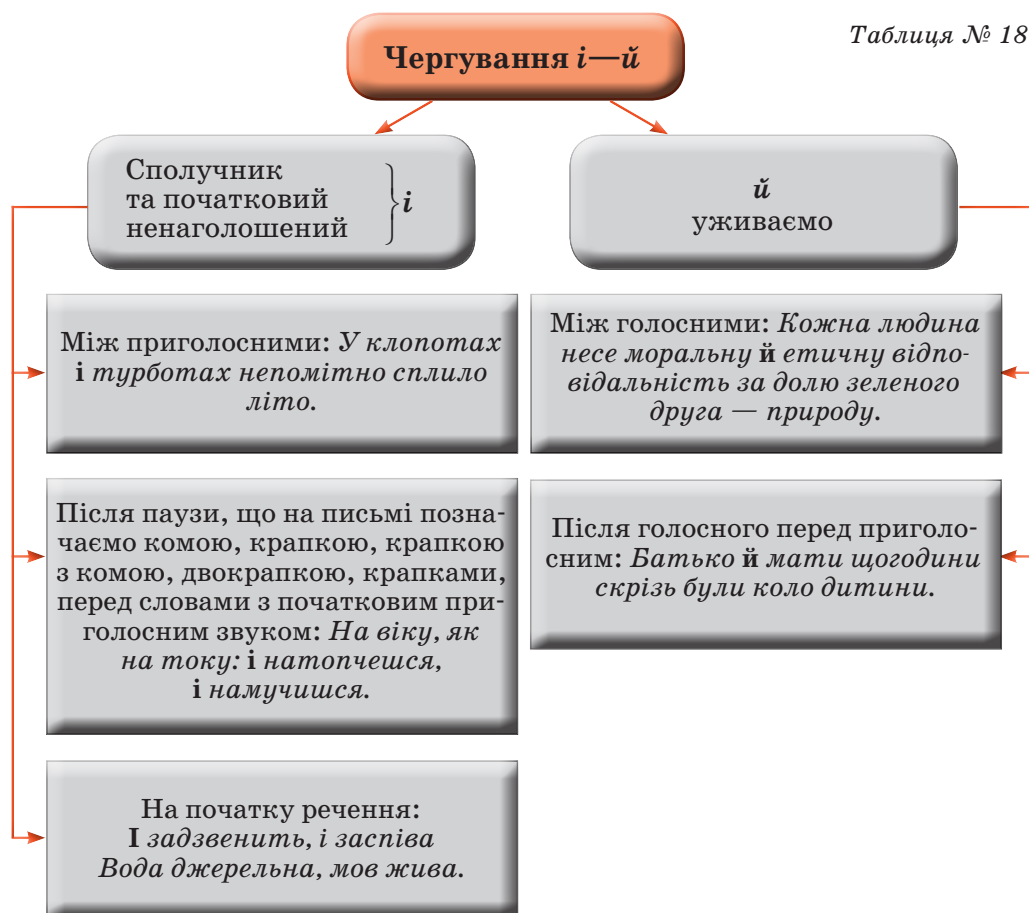 Таблиця № 18
Чергування і—й
Сполучник
та початковий
ненаголошений
і
й
уживаємо
Між приголосними: У клопотах
і турботах непомітно сплило
літо.
Після паузи, що на письмі позна-
чаємо комою, крапкою, крапкою
з комою, двокрапкою, крапками,
перед словами з початковим при-
голосним звуком: На віку, як
на току: і натопчешся,
і намучишся.
На початку речення:
І задзвенить, і заспіва
Вода джерельна, мов жива.
Між голосними: Кожна людина
несе моральну й етичну відпо-
відальність за долю зеленого
друга — природу.
Після голосного перед приголо-
сним: Батько й мати щогодини
скрізь були коло дитини.